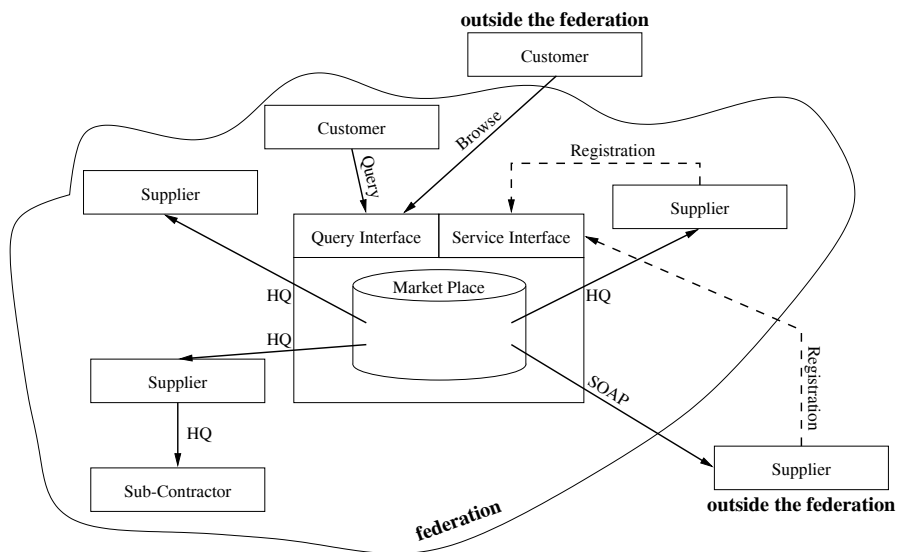 outside the federation
Customer
Customer
Browse
Query
Registration
Supplier
Supplier
Query Interface
Service Interface
Market Place
HQ
HQ
HQ
Supplier
SOAP
Registration
HQ
Supplier
Sub-Contractor
outside the federation
federation